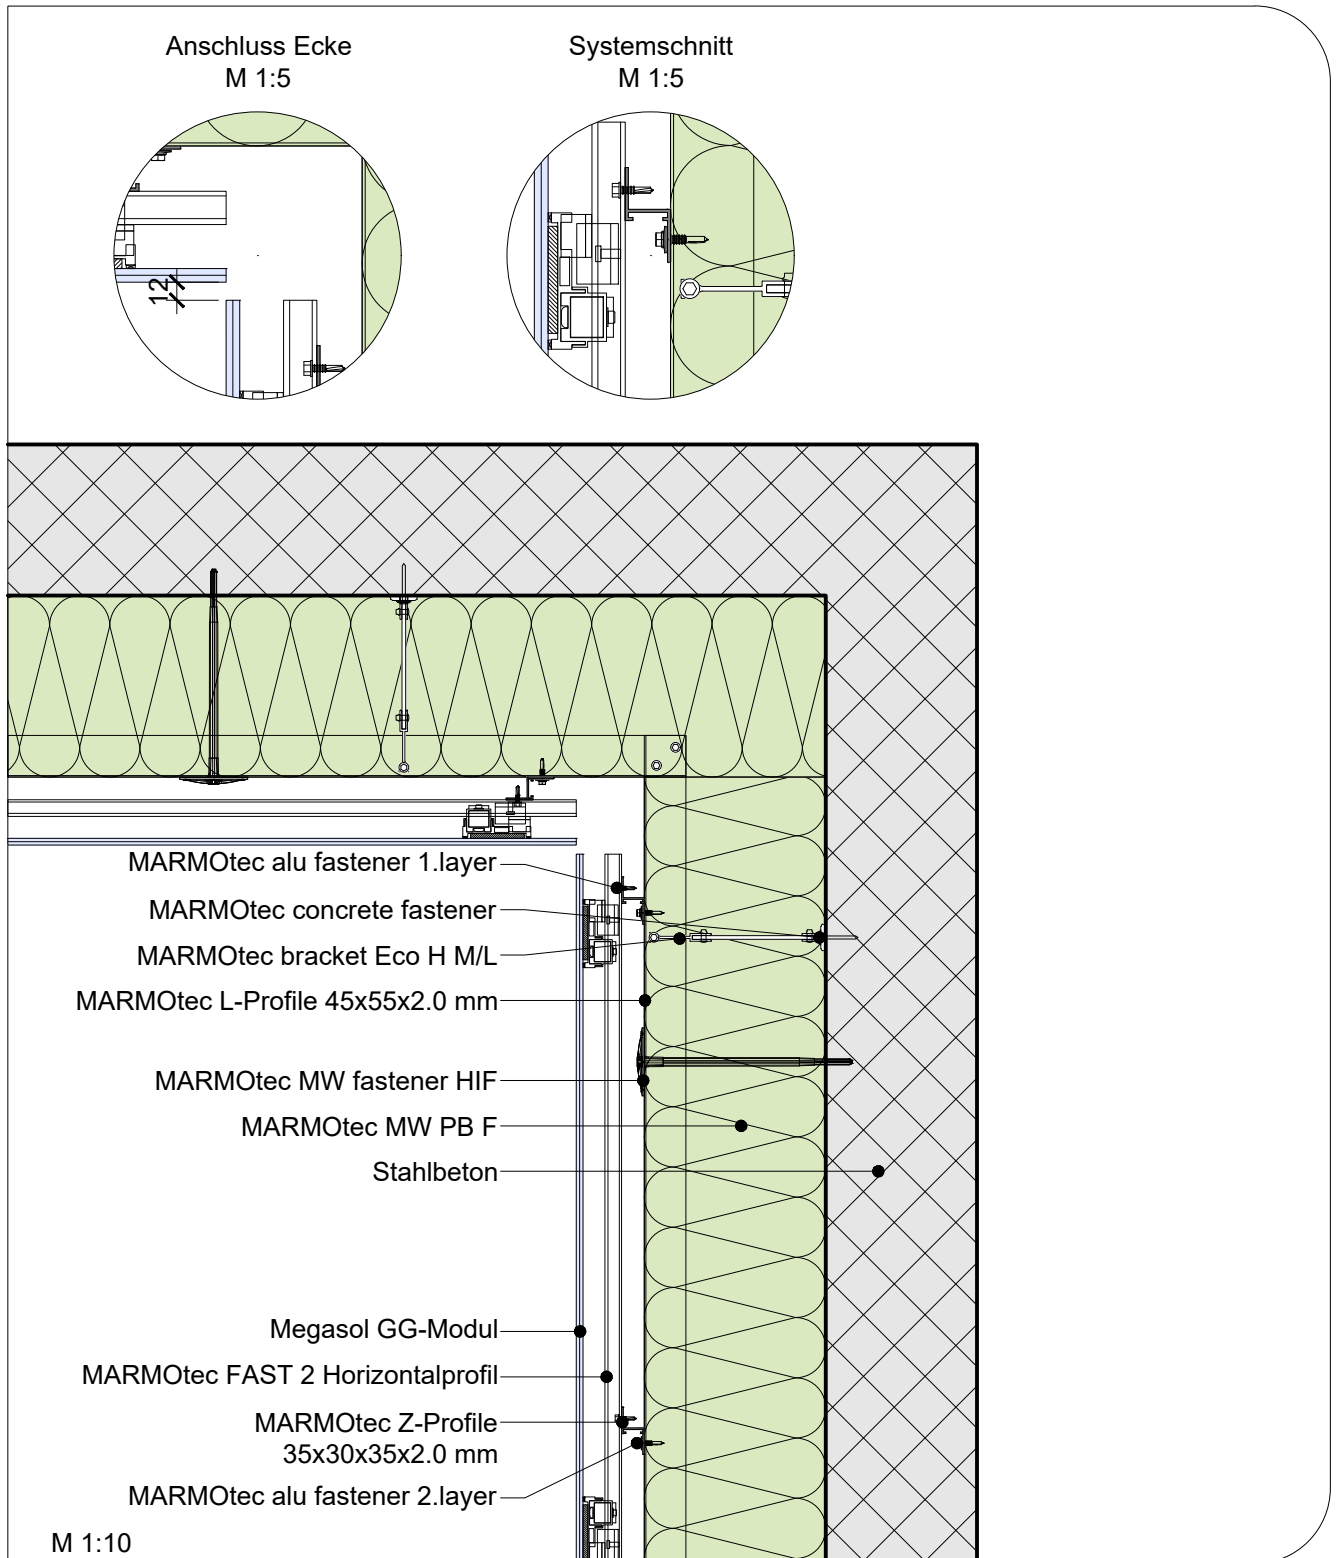 Anschluss Ecke
M 1:5
Systemschnitt
M 1:5
12
MARMOtec alu fastener 1.layer
MARMOtec concrete fastener
MARMOtec bracket Eco H M/L
MARMOtec L-Profile 45x55x2.0 mm
MARMOtec MW fastener HIF
MARMOtec MW PB F
Stahlbeton
Megasol GG-Modul
MARMOtec FAST 2 Horizontalprofil
MARMOtec Z-Profile
35x30x35x2.0 mm
MARMOtec alu fastener 2.layer
M 1:10